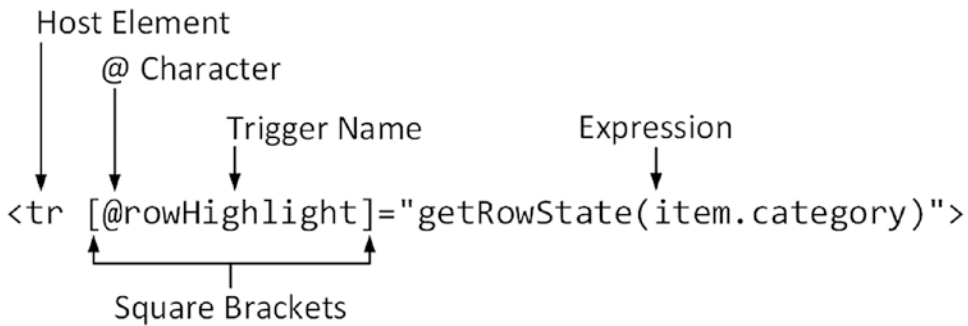 Host Element
@ Character
Trigger Name Expression
<tr [@rowHighlight]="getRowState(item.category)">
Square Brackets